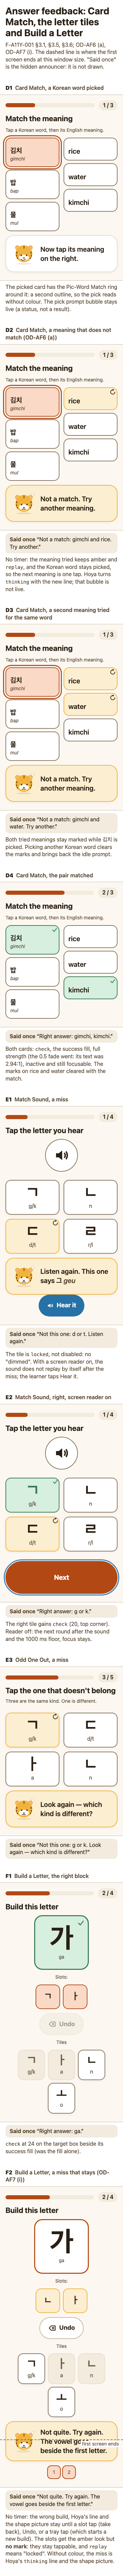 Answer feedback: Card
Match, the letter tiles
and Build a Letter
F-A11Y-001 §3.1, §3.5, §3.6; OD-AF6 (a),
OD-AF7 (i). The dashed line is where the first
screen ends at this window size. "Said once"
is the hidden announcer: it is not drawn.
D1 Card Match, a Korean word picked
1 / 3
Match the meaning
Tap a Korean word, then its English meaning.
김치
gimchi
rice
밥
bap
water
물
mul
kimchi
Now tap its meaning
on the right.
The picked card has the Pic-Word Match ring
around it: a second outline, so the pick reads
without colour. The prompt bubble stays polite
live (a status, not a result).
D2 Card Match, a meaning that does not
match (OD-AF6 (a))
1 / 3
Match the meaning
Tap a Korean word, then its English meaning.
김치
gimchi
rice
밥
bap
water
물
mul
kimchi
Not a match. Try
another meaning.
Said once "Not a match: gimchi and rice.
Try another."
No timer: the meaning tried keeps amber and
replay, and the Korean word stays picked, so
the next meaning is one tap. Hoya turns
thinking with the new line; that bubble is
not live.
D3 Card Match, a second meaning tried
for the same word
1 / 3
Match the meaning
Tap a Korean word, then its English meaning.
김치
gimchi
rice
밥
bap
water
물
mul
kimchi
Not a match. Try
another meaning.
Said once "Not a match: gimchi and
water. Try another."
Both tried meanings stay marked while 김치 is
picked. Picking another Korean word clears
the marks and brings back the idle prompt.
D4 Card Match, the pair matched
2 / 3
Match the meaning
Tap a Korean word, then its English meaning.
김치
gimchi
rice
밥
bap
water
물
mul
kimchi
Said once "Right answer: gimchi, kimchi."
Both cards: check, the success fill, full
strength (the 0.5 fade went: its text was
2.94:1), inactive and still focusable. The
marks on rice and water cleared with the
match.
E1 Match Sound, a miss
1 / 4
Tap the letter you hear
ㄱ
g/k
ㄴ
n
ㄷ
d/t
ㄹ
r/l
Listen again. This one
says 그 geu
Hear it
Said once "Not this one: d or t. Listen
again."
The tile is locked, not disabled: no
"dimmed". With a screen reader on, the
sound does not replay by itself after the
miss; the learner taps Hear it.
E2 Match Sound, right, screen reader on
1 / 4
Tap the letter you hear
ㄱ
g/k
ㄴ
n
ㄷ
d/t
ㄹ
r/l
Next
Said once "Right answer: g or k."
The right tile gains check (20, top corner).
Reader off: the next round after the sound
and the 1000 ms floor, focus stays.
E3 Odd One Out, a miss
3 / 5
Tap the one that doesn't belong
Three are the same kind. One is different.
ㄱ
g/k
ㄷ
d/t
ㅏ
a
ㄴ
n
Look again — which
kind is different?
Said once "Not this one: g or k. Look
again — which kind is different?"
F1 Build a Letter, the right block
2 / 4
Build this letter
가
ga
Slots:
ㄱ
ㅏ
Undo
Tiles
ㄱ
g/k
ㅏ
a
ㄴ
n
ㅗ
o
Said once "Right answer: ga."
check at 24 on the target box beside its
success fill (was the fill alone).
F2 Build a Letter, a miss that stays (OD-
AF7 (i))
2 / 4
Build this letter
가
ga
Slots:
ㄴ
ㅏ
Undo
Tiles
ㄱ
g/k
ㅏ
a
ㄴ
n
ㅗ
o
Not quite. Try again.
The vowel
first screen ends
beside the first letter.
1
2
Said once "Not quite. Try again. The
vowel goes beside the first letter."
No timer: the wrong build, Hoya's line and
the shape picture stay until a slot tap (take
that back), Undo, or a tray tap (which starts a
new build). The slots get the amber look but
no mark: they stay tappable, and replay
means "locked". Without colour, the miss is
Hoya's thinking line and the shape picture.